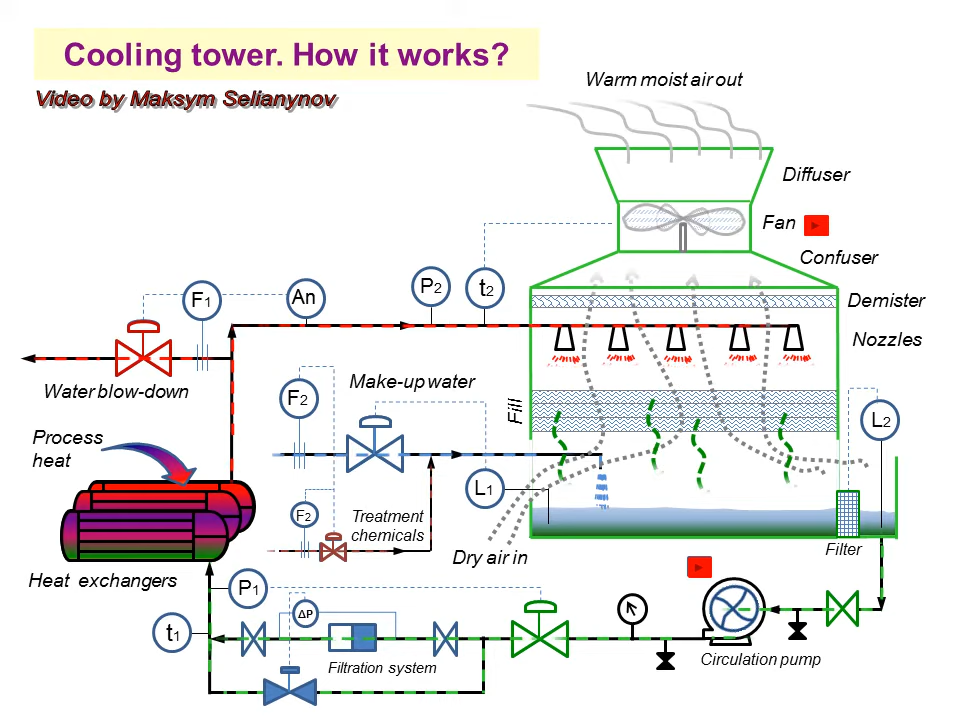 Cooling tower. How it works?
Video by Maksym Selianynov
Warm moist air out
Diffuser
Fan
Confuser
Demister
Nozzles
F1
An
P2
t2
Water blow-down
Make-up water
F2
Fill
L2
Process
heat
L1
F2
Treatment
chemicals
Dry air in
Filter
Heat exchangers
P1
ΔP
t1
Filtration system
Circulation pump